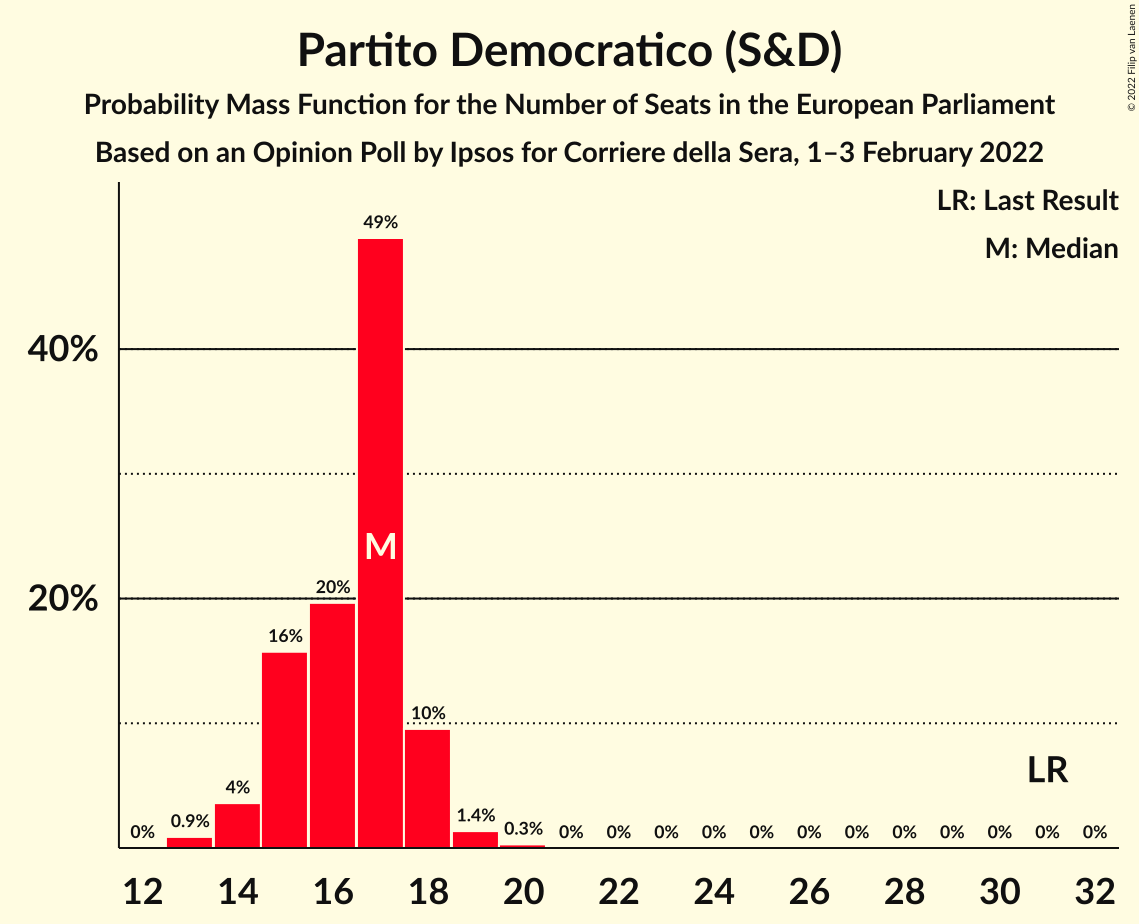 Partito Democratico (S&D)
Probability Mass Function for the Number of Seats in the European Parliament
Based on an Opinion Poll by Ipsos for Corriere della Sera, 1–3 February 2022
© 2022 Filip van Laenen
LR: Last Result
M: Median
49%
40%
M
20%
20%
16%
10%
LR
4%
0% 0.9% 1.4% 0.3% 0% 0% 0% 0% 0% 0% 0% 0% 0% 0% 0% 0%
12 14 16 18 20 22 24 26 28 30 32